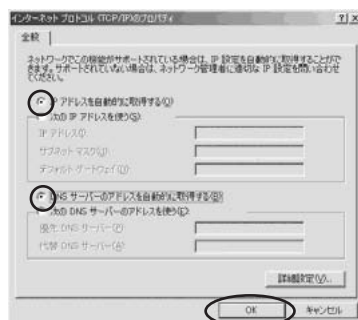 インターネット プロトコル (TCP/IP)のプロパティ
全般
ネットワークでこの機能がサポートされている場合は、IP 設定を自動的に取得することがで
きます。サポートされていない場合は、ネットワーク管理者に適切な IP 設定を問い合わせ
てください。
IP アドレスを自動的に取得する(O)
次の IP アドレスを使う(S):
IP アドレス(I):
サブネット マスク(U):
デフォルト ゲートウェイ(D):
DNS サーバーのアドレスを自動的に取得する(B)
次の DNS サーバーのアドレスを使う(E):
優先 DNS サーバー(P):
代替 DNS サーバー(A):
詳細設定(V)...
OK
キャンセル